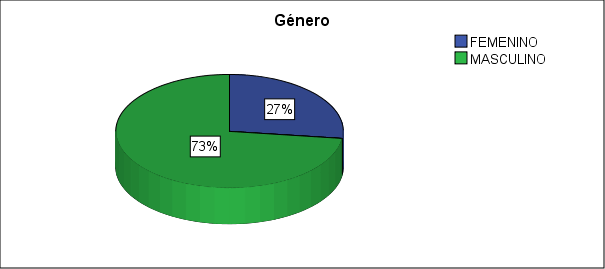 Género
FEMENINO
MASCULINO
27%
73%